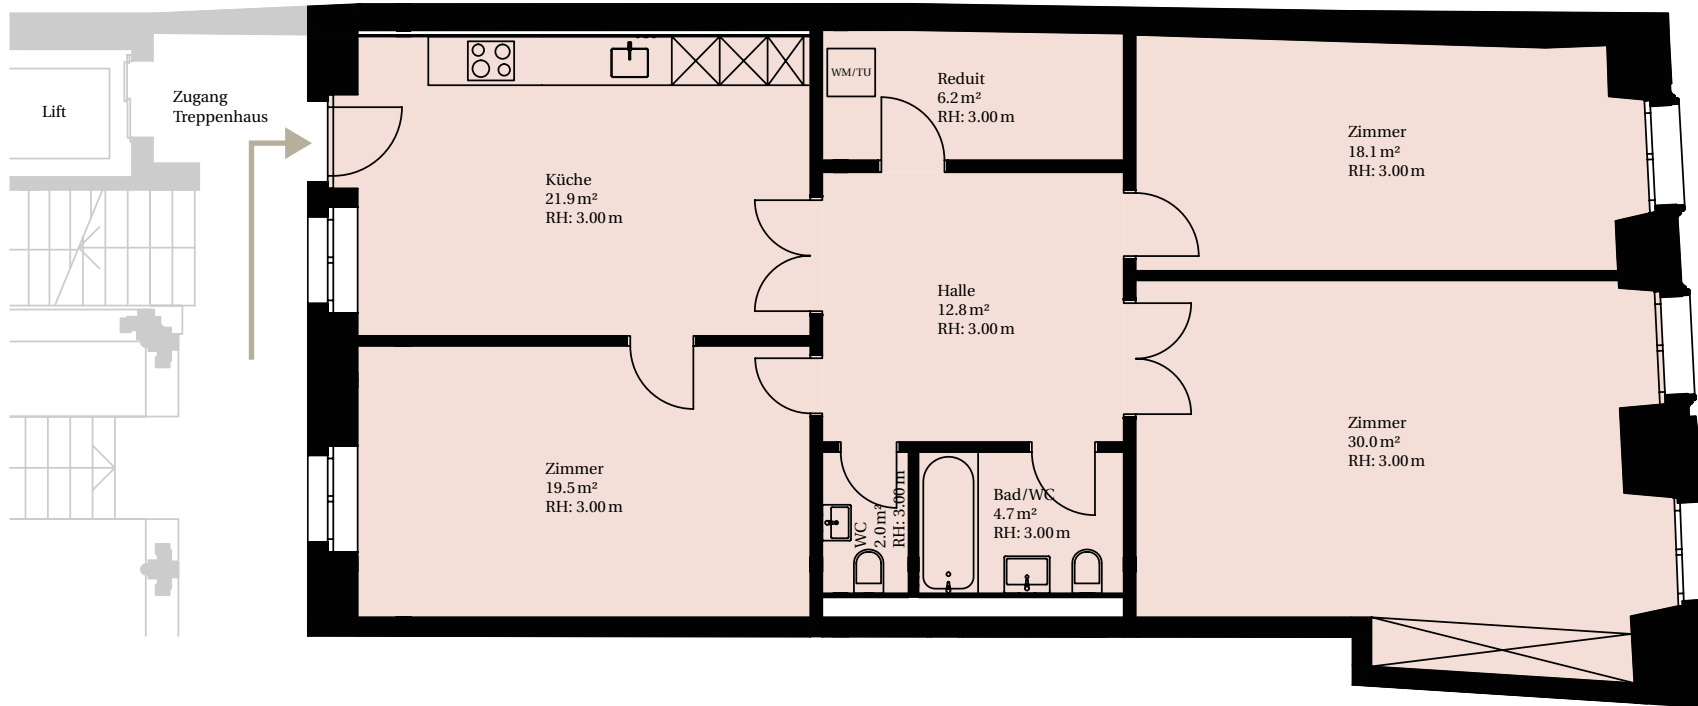 Lift
Zugang
Treppenhaus
Küche
21.9 m²
RH: 3.00 m
WM/TU
Reduit
6.2 m²
RH: 3.00 m
Zimmer
18.1 m²
RH: 3.00 m
Halle
12.8 m²
RH: 3.00 m
Zimmer
30.0 m²
RH: 3.00 m
Zimmer
19.5 m²
RH: 3.00 m
WC
2.0 m²
RH: 3.00 m
Bad/WC
4.7 m²
RH: 3.00 m